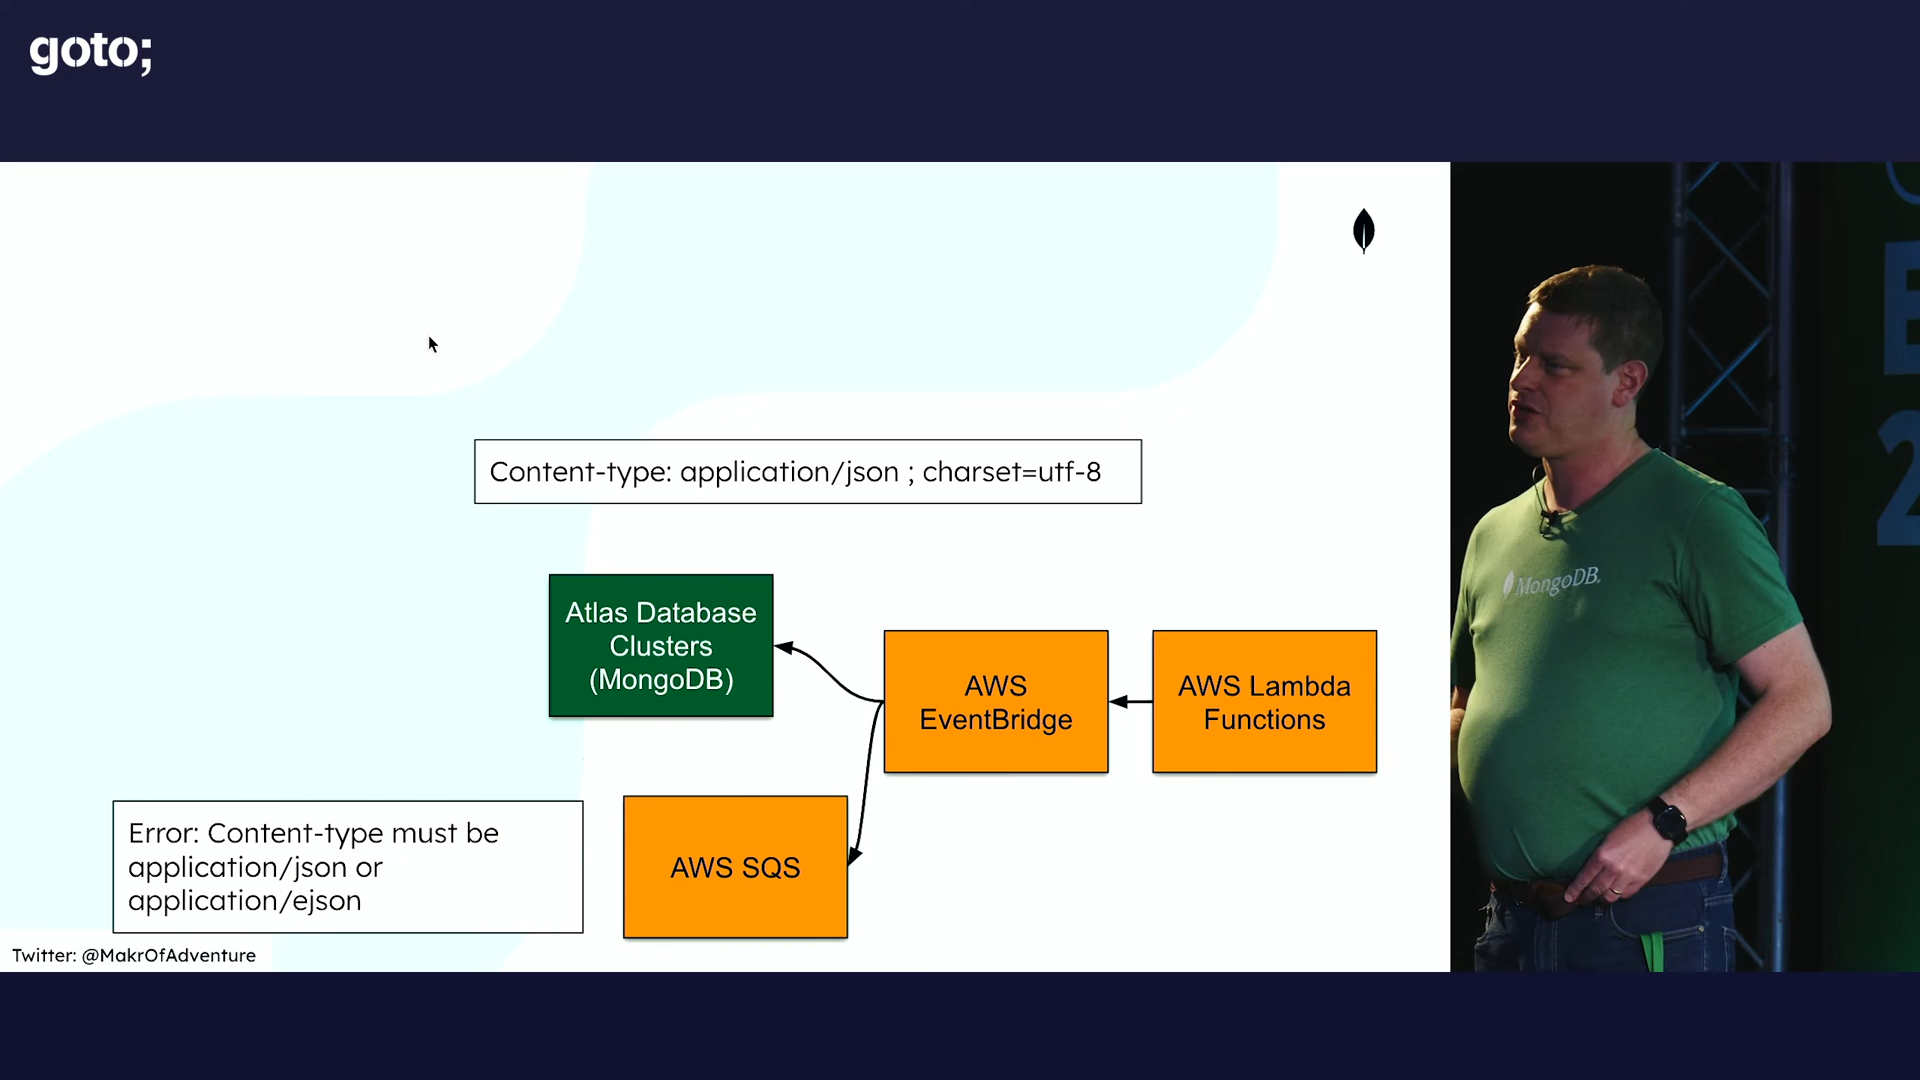 goto;
Content-type: application/json ; charset=utf-8
Atlas Database
Clusters
(MongoDB)
AWS
EventBridge
AWS Lambda
Functions
AWS SQS
Error: Content-type must be
application/json or
application/ejson
Twitter: @MakrOfAdventure
MongoDB.
E
2